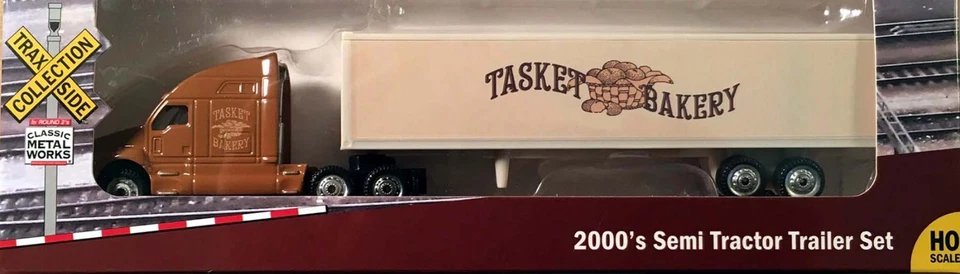 TRAX SIDE
COLLECTION
By ROUND 2's
CLASSIC
METAL
WORKS
TASKET
BAKERY
TASKET
BAKERY
2000's Semi Tractor Trailer Set
HO
SCALE